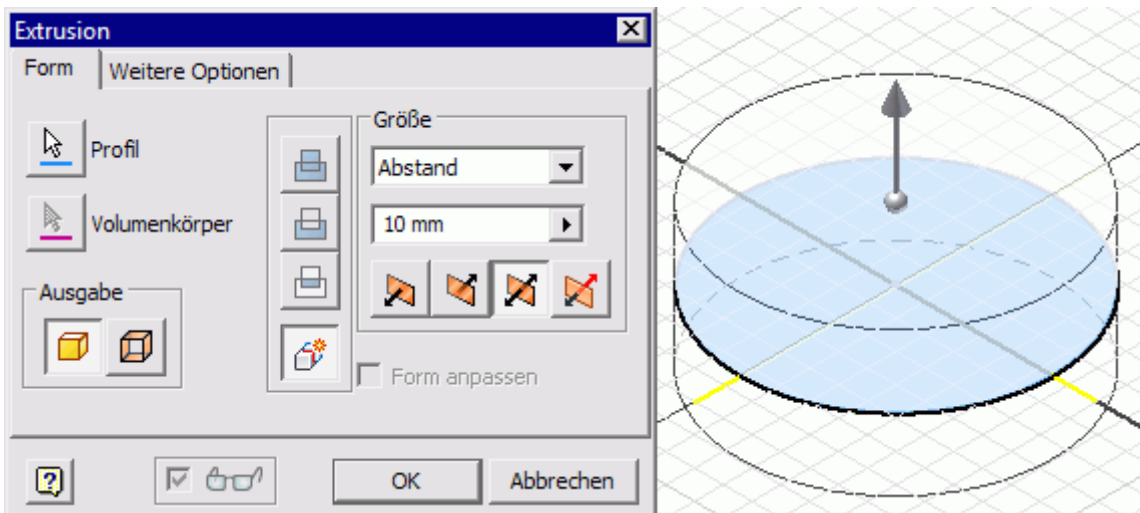 Extrusion
Form
Weitere Optionen
Profil
Volumenkörper
Ausgabe
Größe
Abstand
10 mm
Form anpassen
OK
Abbrechen